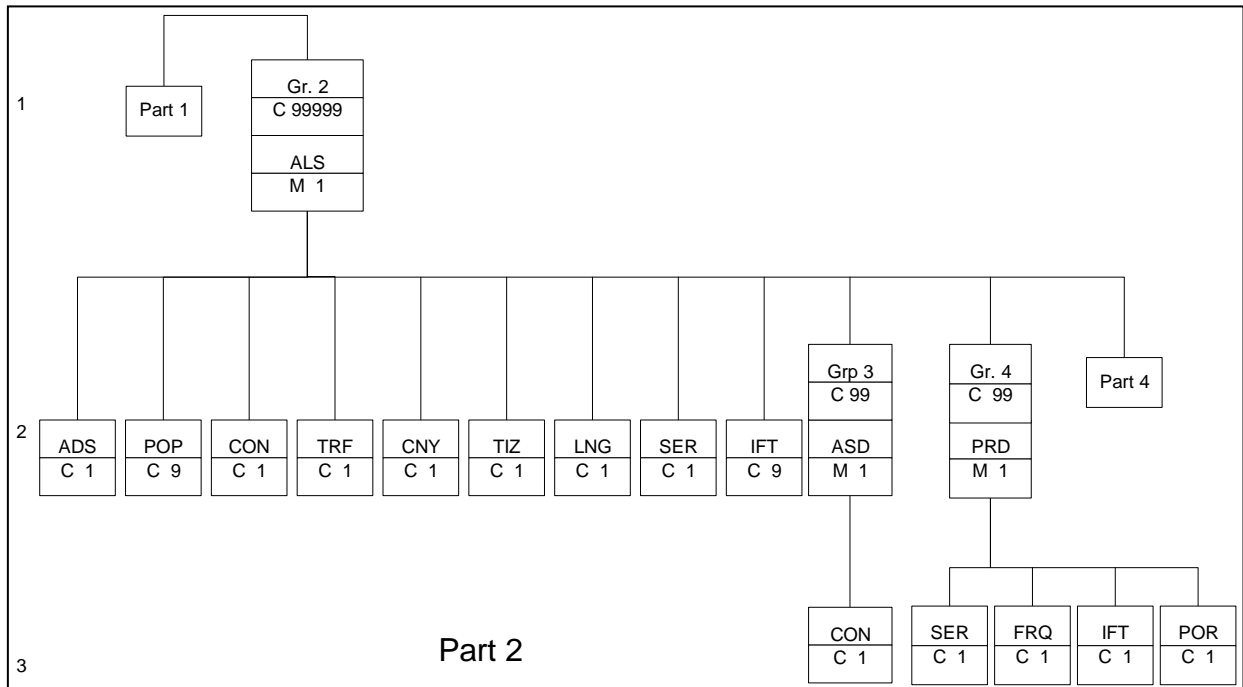 1
Part 1
Gr. 2
C 99999
ALS
M 1
2
ADS
C 1
POP
C 9
CON
C 1
TRF
C 1
CNY
C 1
TIZ
C 1
LNG
C 1
SER
C 1
IFT
C 9
Grp 3
C 99
ASD
M 1
Gr. 4
C 99
PRD
M 1
Part 4
3
Part 2
CON
C 1
SER
C 1
FRQ
C 1
IFT
C 1
POR
C 1